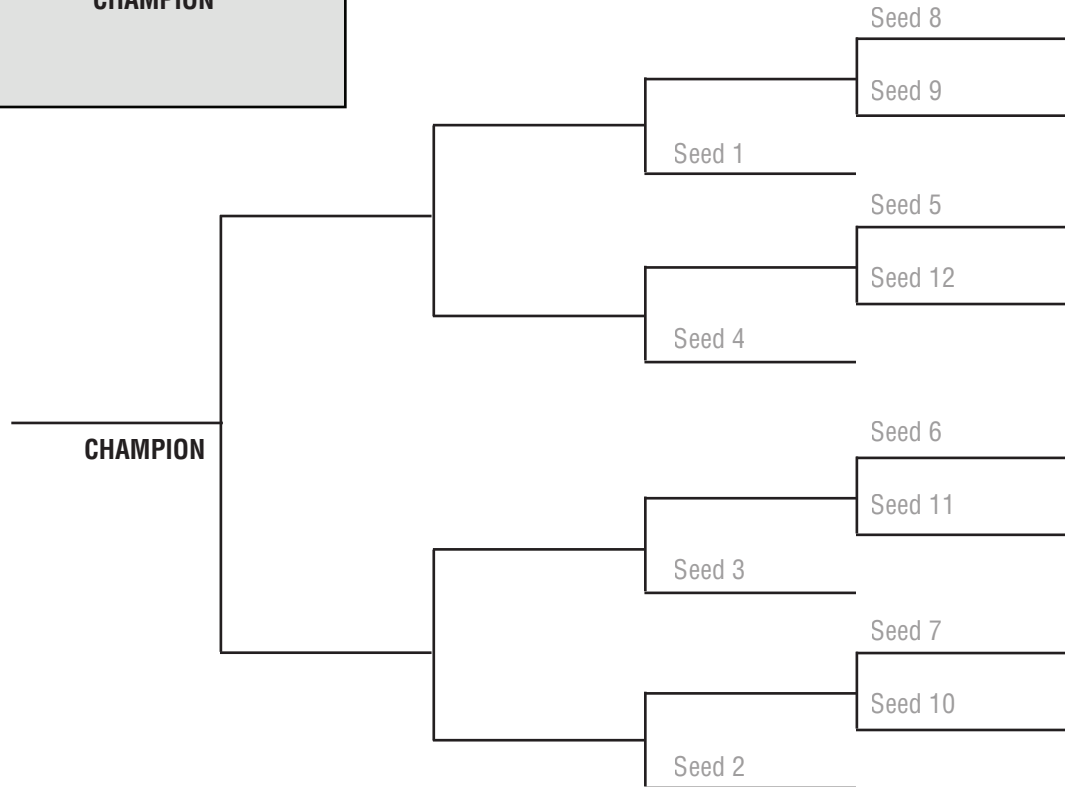 CHAMPION
Seed 8
Seed 9
Seed 1
Seed 5
Seed 12
Seed 4
CHAMPION
Seed 6
Seed 11
Seed 3
Seed 7
Seed 10
Seed 2